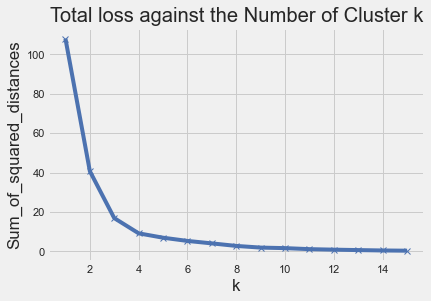 Total loss against the Number of Cluster k
Sum_of_squared_distances
100
80
60
40
20
0
2 4 6 8 10 12 14
k